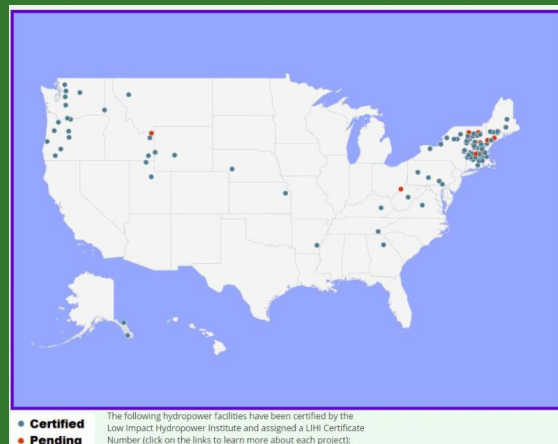 Certified
Pending
The following hydropower facilities have been certified by the
Low Impact Hydropower Institute and assigned a LIHI Certificate
Number (click on the links to learn more about each project):